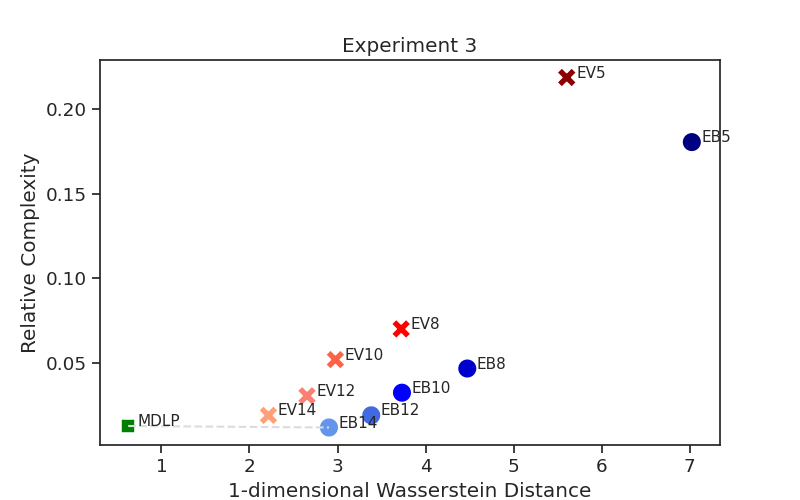 Experiment 3
Relative Complexity
0.20
0.15
0.10
0.05
EV5
EB5
EV8
EV10
EB8
EV12
EB10
EV14
EB12
MDLP
EB14
1 2 3 4 5 6 7
1-dimensional Wasserstein Distance